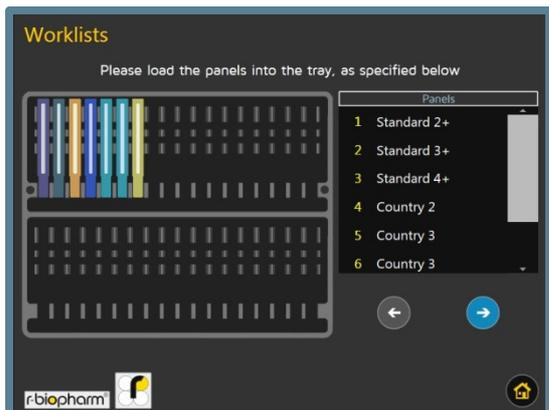 Worklists
Please load the panels into the tray, as specified below
Panels
1 Standard 2+
2 Standard 3+
3 Standard 4+
4 Country 2
5 Country 3
6 Country 3
r-biopharm®